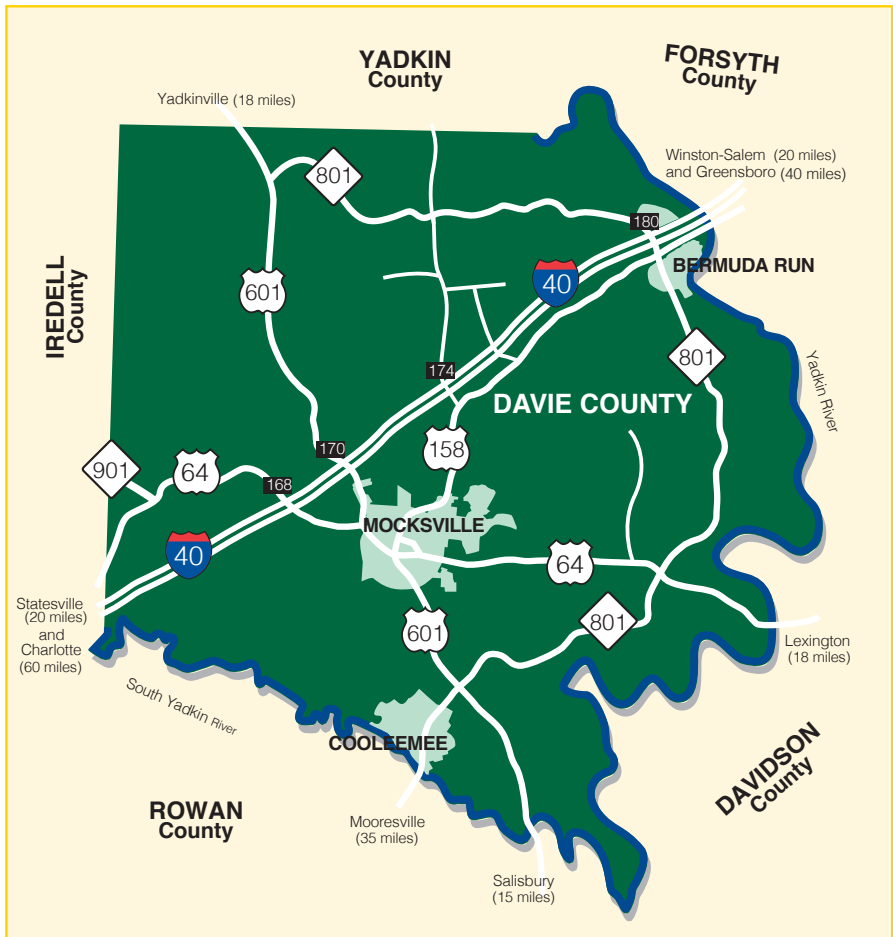 YADKIN
County
FORSYTH
County
Yadkinville (18 miles)
Winston-Salem (20 miles)
and Greensboro (40 miles)
801
180
BERMUDA RUN
40
601
IREDELL
County
801
Yadkin River
174
DAVIE COUNTY
170
158
901
64
168
MOCKSVILLE
40
64
Statesville
(20 miles)
and
Charlotte
(60 miles)
601
801
Lexington
(18 miles)
South Yadkin River
COOLEEMEE
DAVIDSON
County
ROWAN
County
Mooresville
(35 miles)
Salisbury
(15 miles)